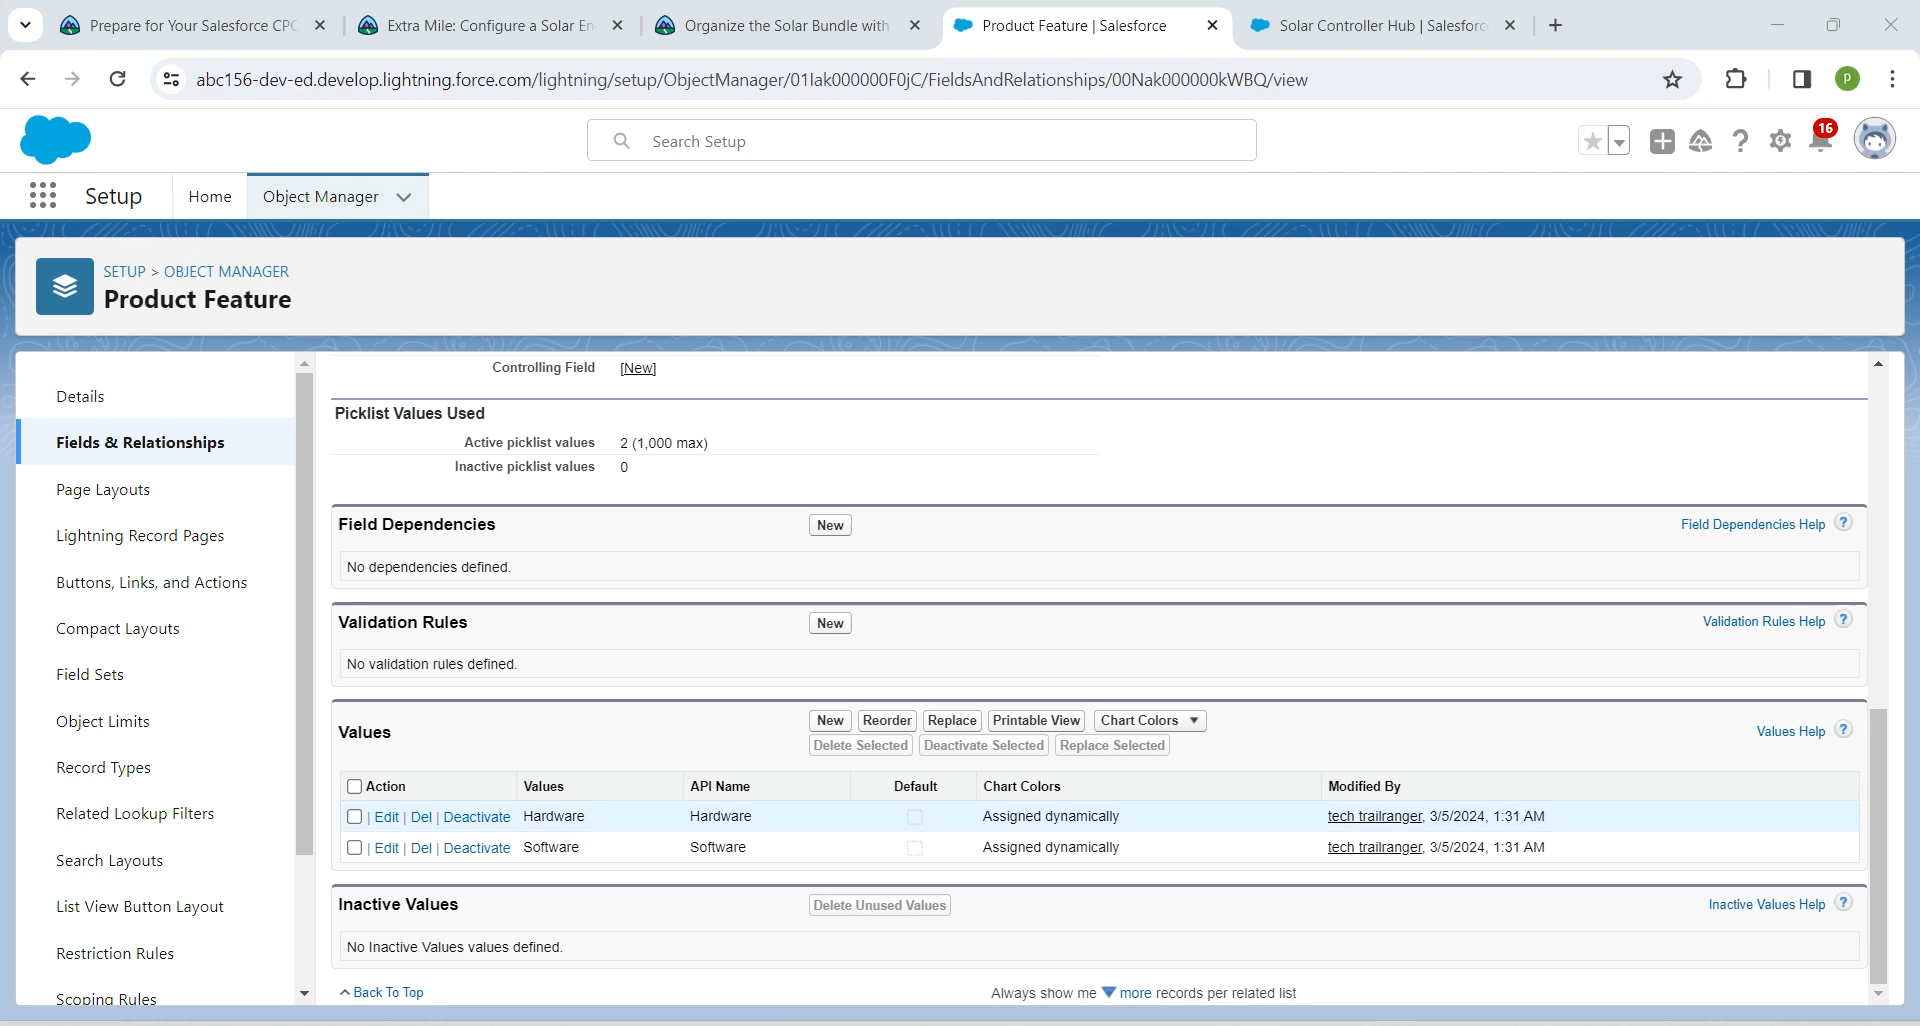 Prepare for Your Salesforce CPC
Extra Mile: Configure a Solar En
Organize the Solar Bundle with
Product Feature | Salesforce
Solar Controller Hub | Salesforc
abc156-dev-ed.develop.lightning.force.com/lightning/setup/ObjectManager/01Iak000000F0jC/FieldsAndRelationships/00Nak000000kWBQ/view
P
Search Setup
16
Setup
Home
Object Manager
SETUP > OBJECT MANAGER
Product Feature
Details
Fields & Relationships
Page Layouts
Lightning Record Pages
Buttons, Links, and Actions
Compact Layouts
Field Sets
Object Limits
Record Types
Related Lookup Filters
Search Layouts
List View Button Layout
Restriction Rules
Scoping Rules
Controlling Field [New]
Picklist Values Used
Active picklist values 2 (1,000 max)
Inactive picklist values 0
Field Dependencies New Field Dependencies Help ?
No dependencies defined.
Validation Rules New Validation Rules Help ?
No validation rules defined.
Values New Reorder Replace Printable View Chart Colors Values Help ?
Delete Selected Deactivate Selected Replace Selected
Action Values API Name Default Chart Colors Modified By
| Edit | Del | Deactivate Hardware Hardware Assigned dynamically tech trailranger, 3/5/2024, 1:31 AM
| Edit | Del | Deactivate Software Software Assigned dynamically tech trailranger, 3/5/2024, 1:31 AM
Inactive Values Delete Unused Values Inactive Values Help ?
No Inactive Values values defined.
Back To Top Always show me more records per related list